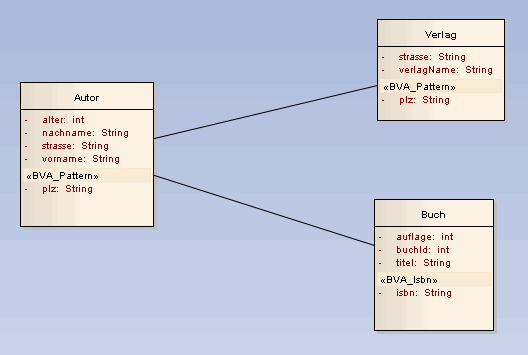 Verlag
- strasse: String
- verlagName: String
«BVA_Pattern»
- plz: String
Autor
- alter: int
- nachname: String
- strasse: String
- vorname: String
«BVA_Pattern»
- plz: String
Buch
- auflage: int
- buchId: int
- titel: String
«BVA_Isbn»
- isbn: String